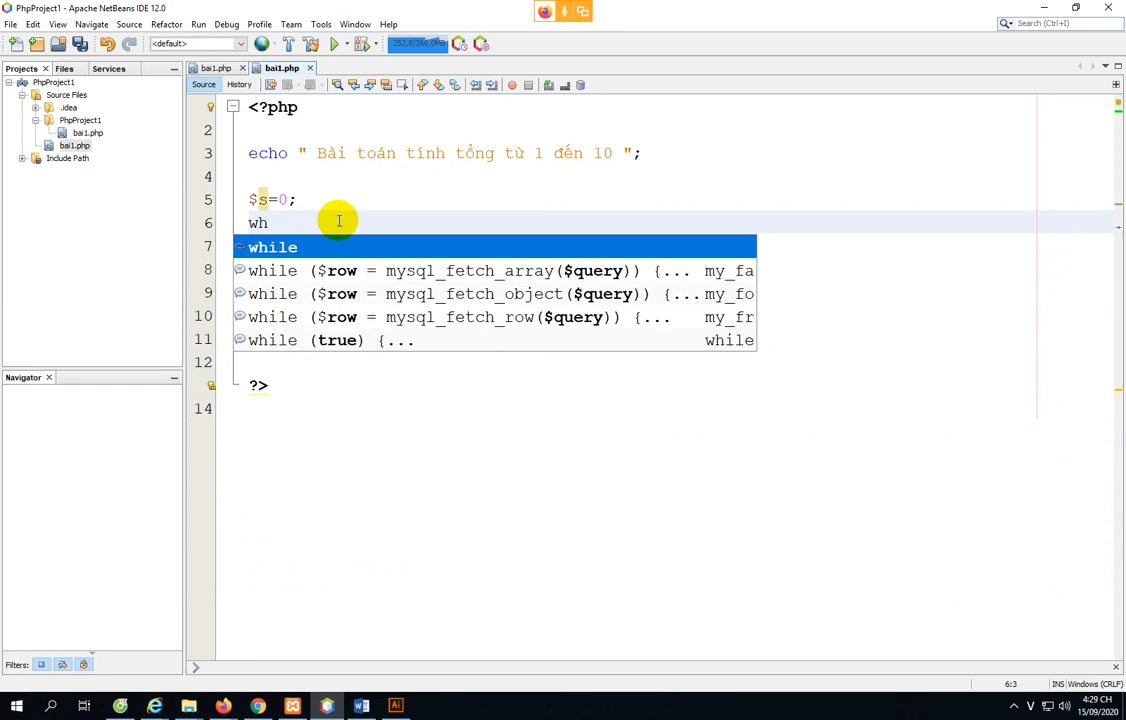 PhpProject1 - Apache NetBeans IDE 12.0
File Edit View Navigate Source Refactor Run Debug Profile Team Tools Window Help
Search (Ctrl+I)
<default>
Projects Files Services
bai1.php bai1.php
PhpProject1
Source Files
.idea
PhpProject1
bai1.php
bai1.php
Include Path
Source History
<?php
2
3 echo " Bài toán tính tổng từ 1 đến 10 ";
4
5 $s=0;
6 wh
7 while
8 while ($row = mysql_fetch_array($query)) {... my_fa
9 while ($row = mysql_fetch_object($query)) {... my_fo
10 while ($row = mysql_fetch_row($query)) {... my_fr
11 while (true) {... while
12
?>
14
Navigator
Filters:
6:3 INS Windows (CRLF)
V
4:29 CH
15/09/2020